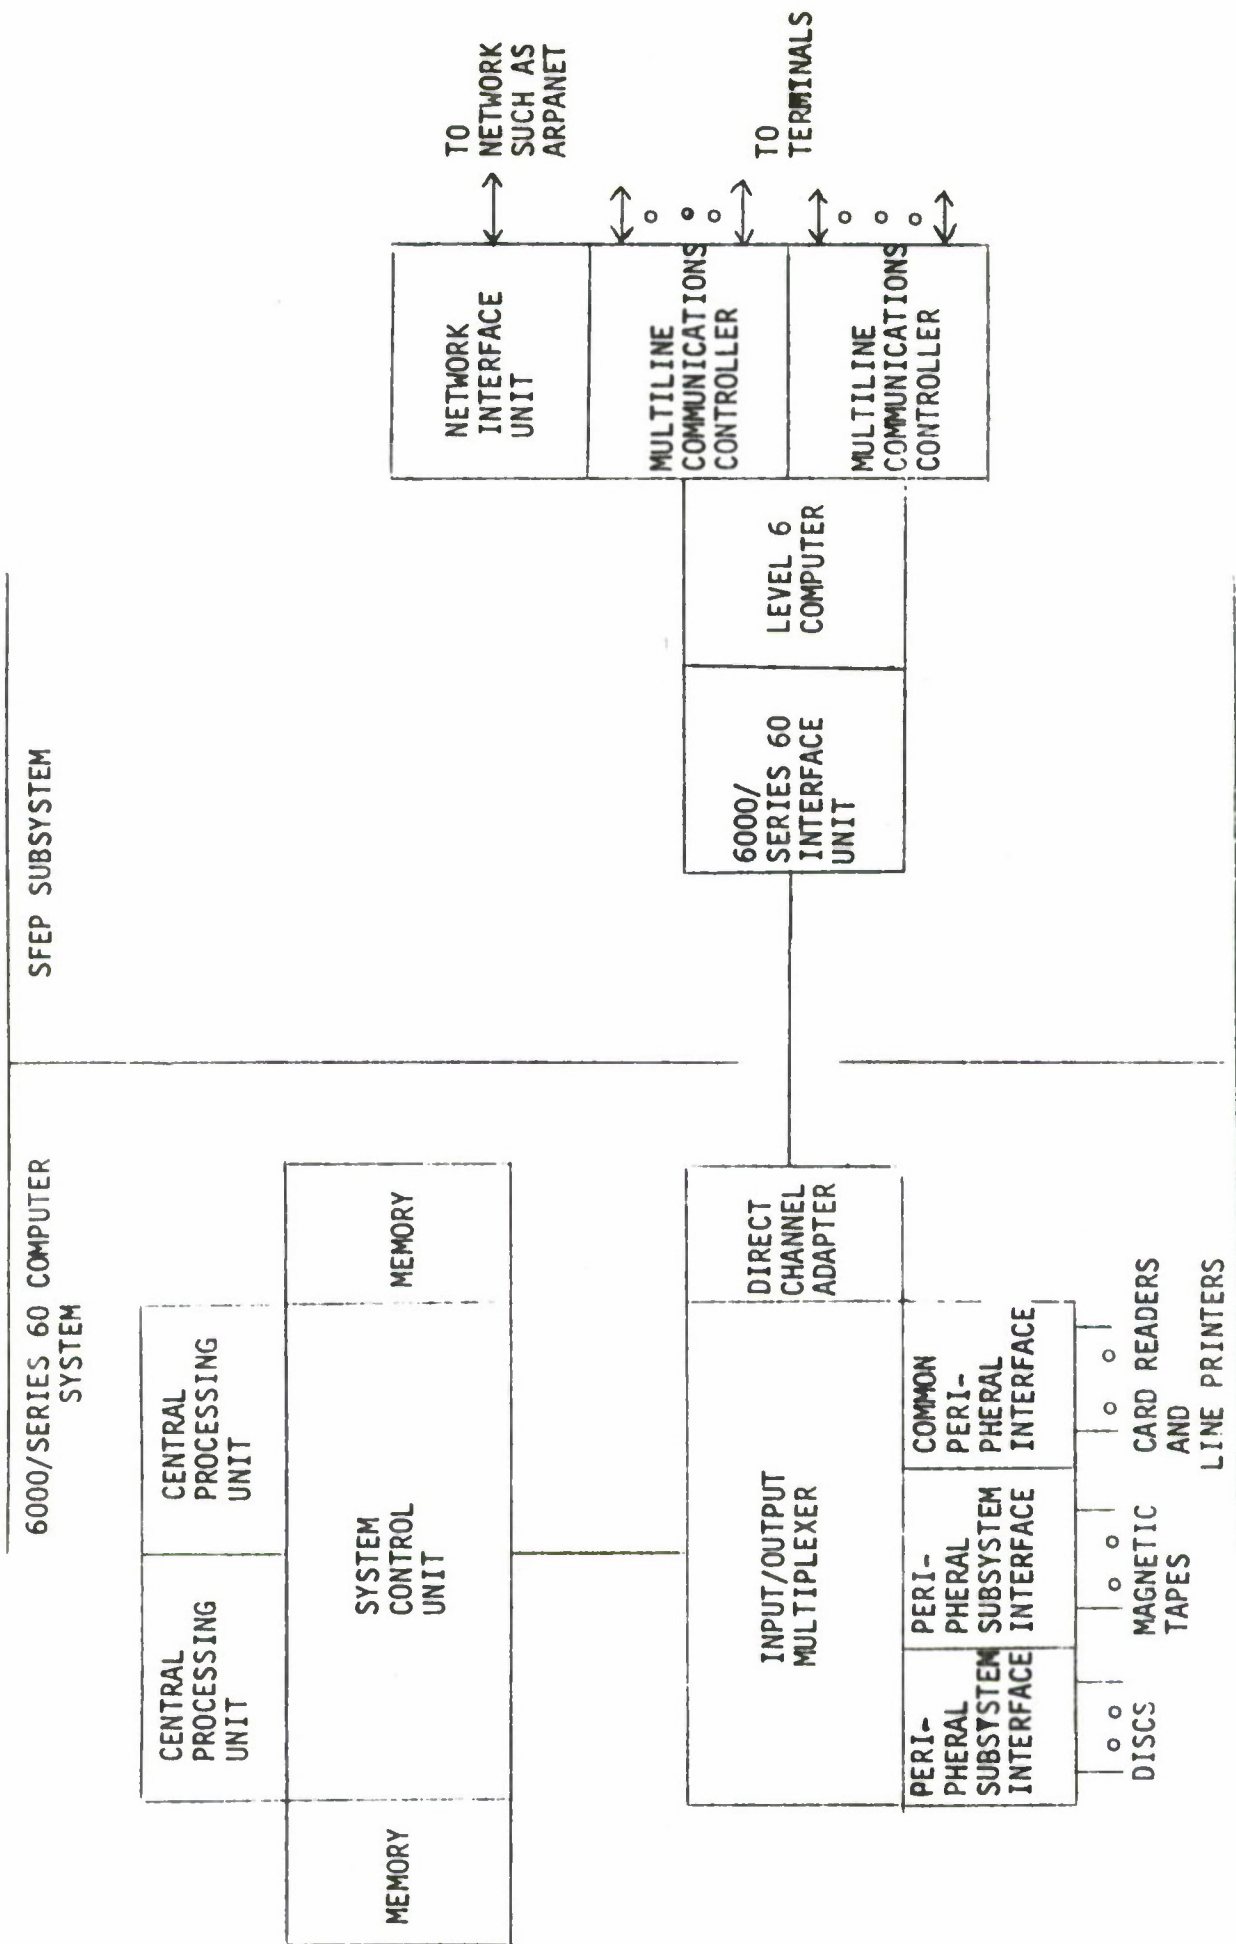 6000/SERIES 60 COMPUTER
SYSTEM
SFEP SUBSYSTEM
CENTRAL
PROCESSING
UNIT
CENTRAL
PROCESSING
UNIT
MEMORY
SYSTEM
CONTROL
UNIT
MEMORY
INPUT/OUTPUT
MULTIPLEXER
DIRECT
CHANNEL
ADAPTER
PERI-
PHERAL
SUBSYSTEM
INTERFACE
PERI-
PHERAL
SUBSYSTEM
INTERFACE
COMMON
PERI-
PHERAL
INTERFACE
DISCS
MAGNETIC
TAPES
CARD READERS
AND
LINE PRINTERS
6000/
SERIES 60
INTERFACE
UNIT
LEVEL 6
COMPUTER
NETWORK
INTERFACE
UNIT
MULTILINE
COMMUNICATIONS
CONTROLLER
MULTILINE
COMMUNICATIONS
CONTROLLER
TO
NETWORK
SUCH AS
ARPANET
TO
TERMINALS